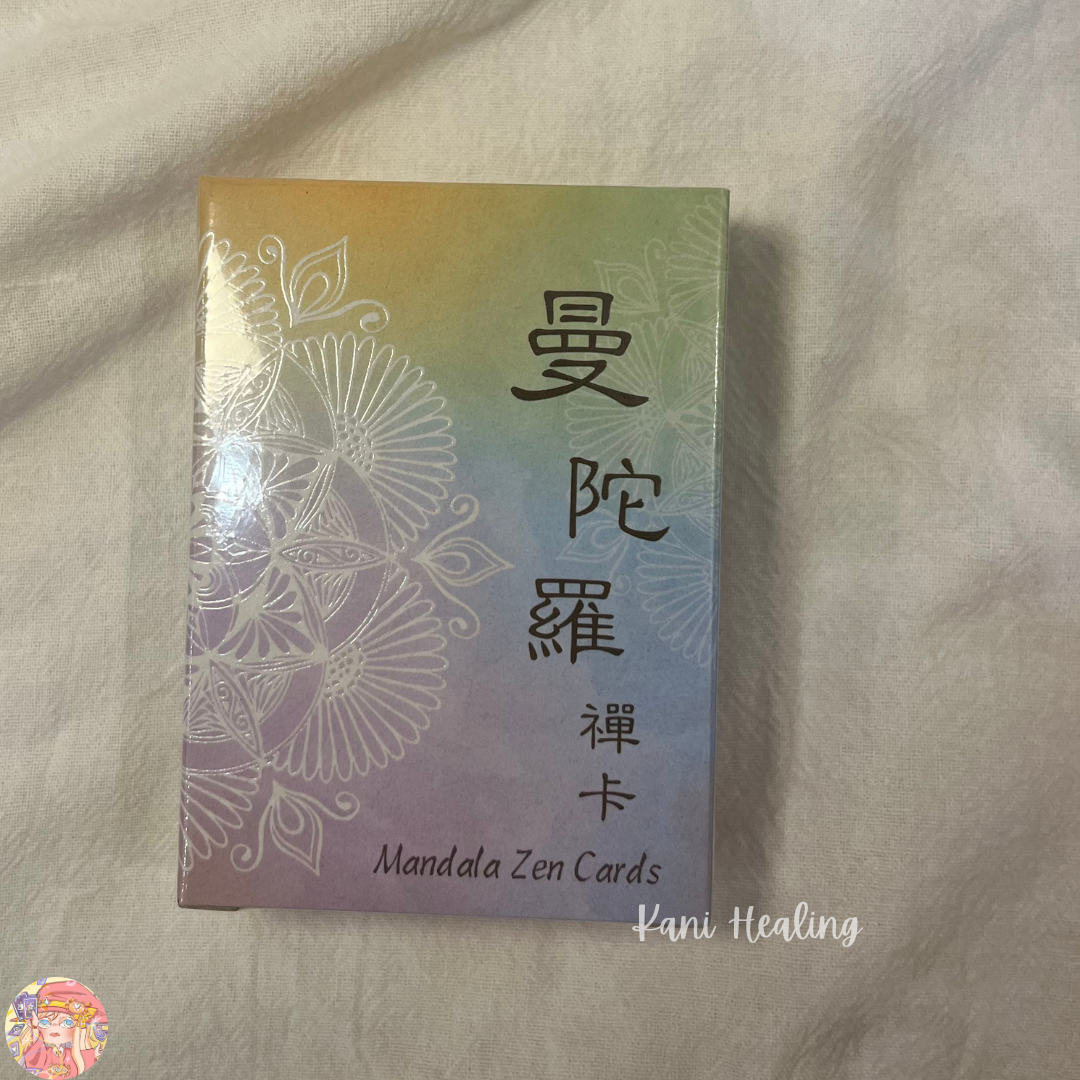 曼陀羅
禪卡
Mandala Zen Cards
Kani Healing